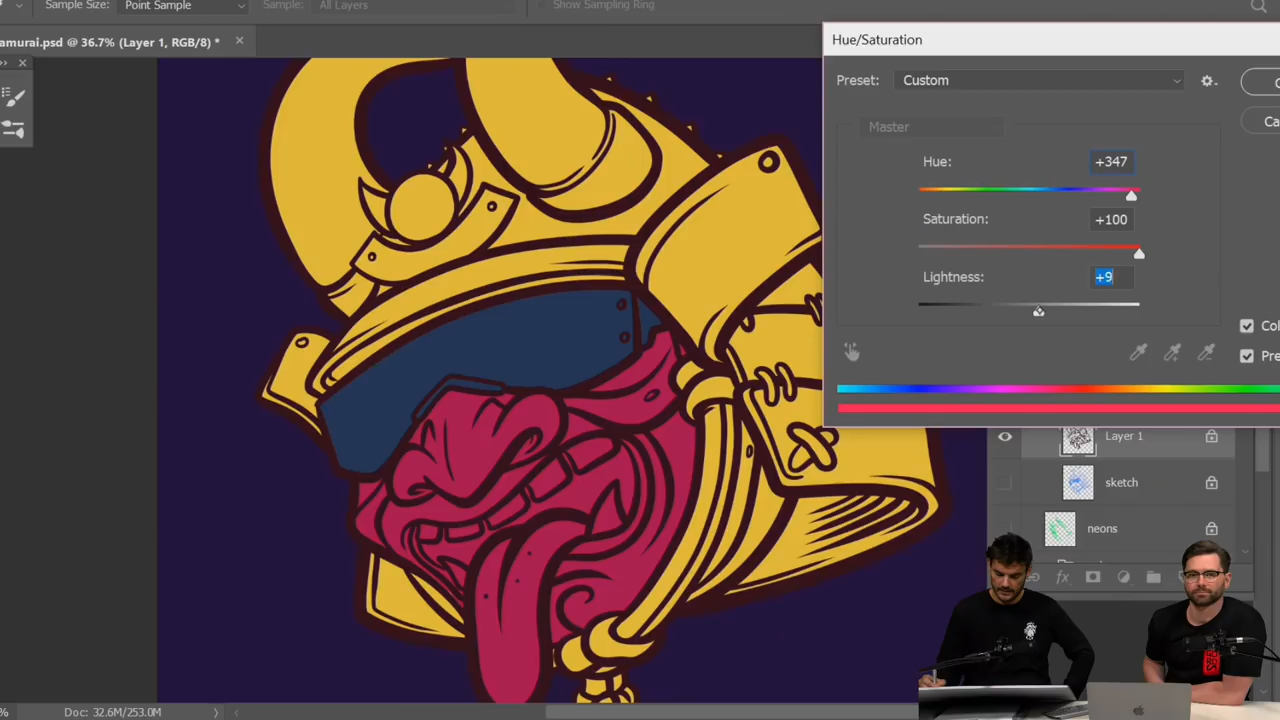 Sample Size: Point Sample Sample: All Layers Show Sampling Ring
amurai.psd @ 36.7% (Layer 1, RGB/8) *
Hue/Saturation
Preset: Custom
Master
Hue: +347
Saturation: +100
Lightness: +9
Layer 1
sketch
neons
fx
% Doc: 32.6M/253.0M